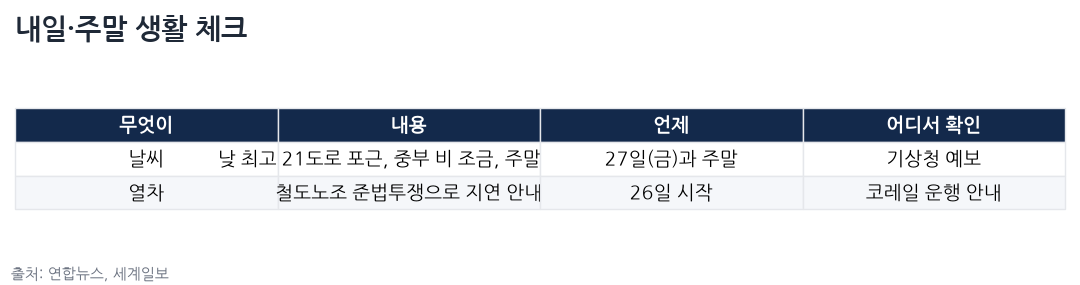 내일·주말 생활 체크
무엇이 내용 언제 어디서 확인
날씨 낮 최고 21도로 포근, 중부 비 조금, 주말 27일(금)과 주말 기상청 예보
열차 철도노조 준법투쟁으로 지연 안내 26일 시작 코레일 운행 안내
출처: 연합뉴스, 세계일보